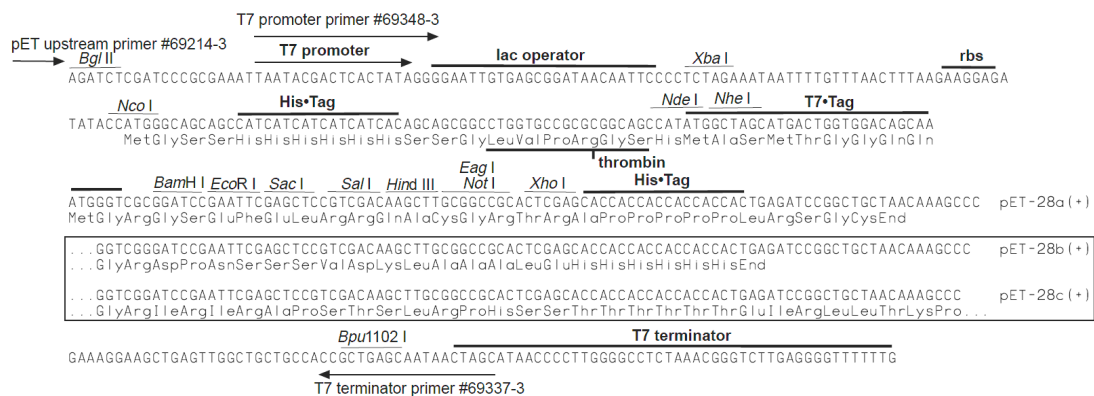 T7 promoter primer #69348-3
pET upstream primer #69214-3
Bgl II
T7 promoter
lac operator
Xba I
rbs
AGATCTCGATCCCGCGAAATTAATACGACTCACTATAGGGGAATTGTGAGCGGATAACAATTCCCCTCTAGAAATAATTTTGTTTAACTTTAAGAAGGAGA
Nco I
His•Tag
Nde I
Nhe I
T7•Tag
TATACCATGGGCAGCAGCCATCATCATCATCATCACAGCAGCGGCCTGGTGCCGCGCGGCAGCCATATGGCTAGCATGACTGGTGGACAGCAA
MetGlySerSerHisHisHisHisHisHisSerSerGlyLeuValProArgGlySerHisMetAlaSerMetThrGlyGlyGlnGln
thrombin
BamH I
EcoR I
Sac I
Sal I
Hind III
Eag I
Not I
Xho I
His•Tag
ATGGGTCGCGGATCCGAATTCGAGCTCCGTCGACAAGCTTGCGGCCGCACTCGAGCACCACCACCACCACCACTGAGATCCGGCTGCTAACAAAGCCC pET-28a(+)
MetGlyArgGlySerGluPheGluLeuArgArgGlnAlaCysGlyArgThrArgAlaProProProProProLeuArgSerGlyCysEnd
...GGTCGGGATCCGAATTCGAGCTCCGTCGACAAGCTTGCGGCCGCACTCGAGCACCACCACCACCACCACTGAGATCCGGCTGCTAACAAAGCCC pET-28b(+)
...GlyArgAspProAsnSerSerSerValAspLysLeuAlaAlaAlaLeuGluHisHisHisHisHisHisEnd
...GGTCGGATCCGAATTCGAGCTCCGTCGACAAGCTTGCGGCCGCACTCGAGCACCACCACCACCACCACTGAGATCCGGCTGCTAACAAAGCCC pET-28c(+)
...GlyArgIleArgIleArgAlaProSerThrSerLeuArgProHisSerSerThrThrThrThrThrThrGluIleArgLeuLeuThrLysPro...
Bpu1102 I
T7 terminator
GAAAGGAAGCTGAGTTGGCTGCTGCCACCGCTGAGCAATAACTAGCATAACCCCTTGGGGCCTCTAAACGGGTCTTGAGGGGTTTTTTG
T7 terminator primer #69337-3